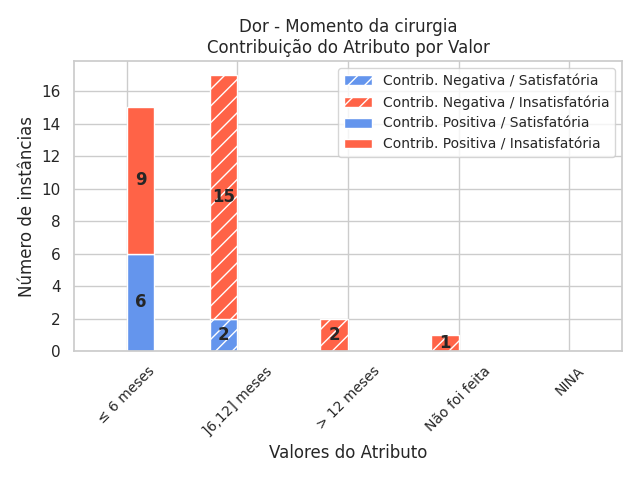 Dor - Momento da cirurgia
Contribuição do Atributo por Valor
Contrib. Negativa / Satisfatória
Contrib. Negativa / Insatisfatória
Contrib. Positiva / Satisfatória
Contrib. Positiva / Insatisfatória
Número de instâncias
16
14
12
10
8
6
4
2
0
9
6
15
2
2
1
≤ 6 meses
]6,12] meses
> 12 meses
Não foi feita
NINA
Valores do Atributo